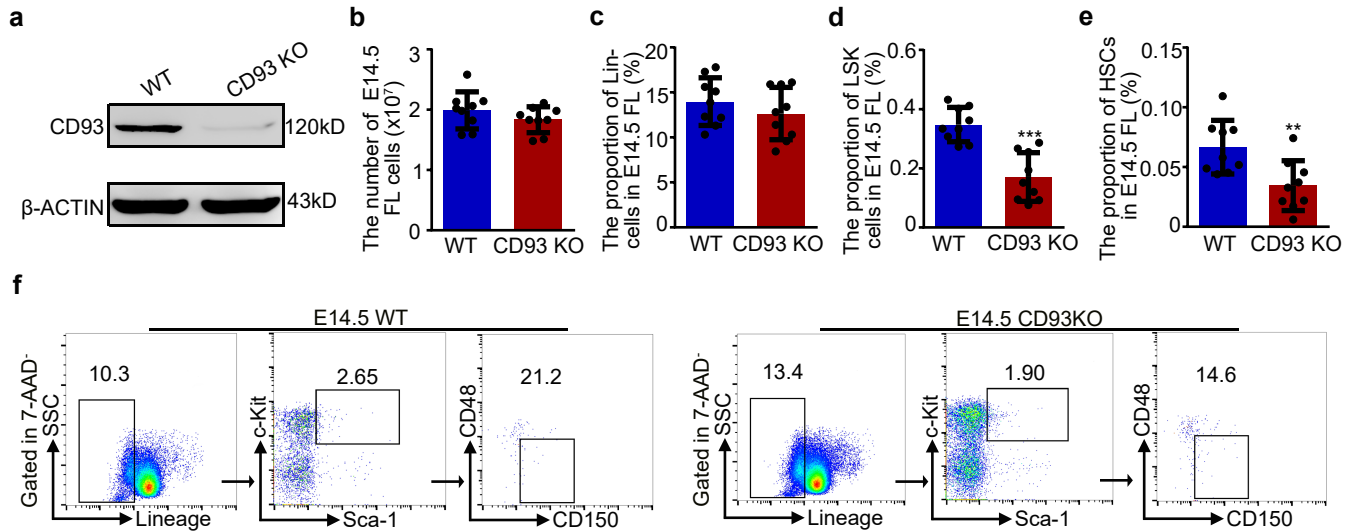 a
WT
CD93 KO
CD93
120kD
β-ACTIN
43kD
b
The number of E14.5
FL cells (x10⁷)
3
2
1
0
WT
CD93 KO
c
The proportion of Lin-
cells in E14.5 FL (%)
20
15
10
5
0
WT
CD93 KO
d
The proportion of LSK
cells in E14.5 FL (%)
0.6
0.4
0.2
0
***
WT
CD93 KO
e
The proportion of HSCs
in E14.5 FL (%)
0.10
0.05
0.00
**
WT
CD93 KO
f
E14.5 WT
Gated in 7-AAD⁻
SSC
10.3
Lineage
c-Kit
2.65
Sca-1
CD48
21.2
CD150
E14.5 CD93KO
Gated in 7-AAD⁻
SSC
13.4
Lineage
c-Kit
1.90
Sca-1
CD48
14.6
CD150